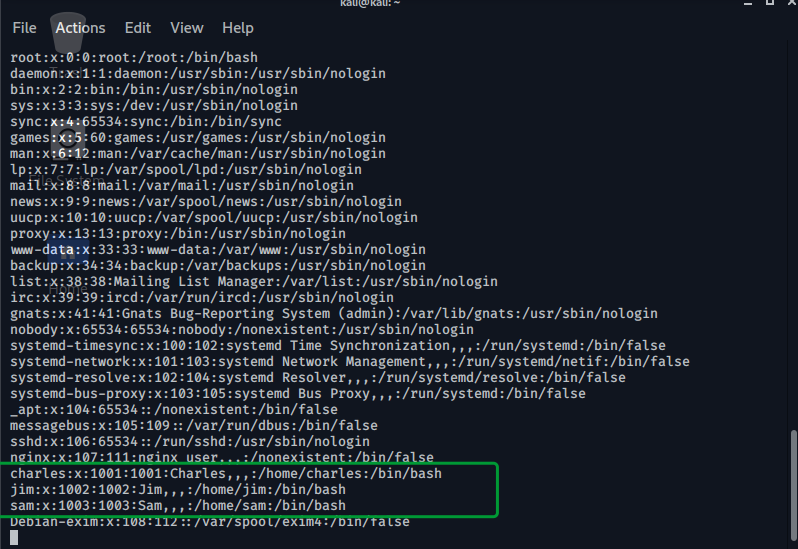 kali@kali: ~
File Actions Edit View Help
root:x:0:0:root:/root:/bin/bash
daemon:x:1:1:daemon:/usr/sbin:/usr/sbin/nologin
bin:x:2:2:bin:/bin:/usr/sbin/nologin
sys:x:3:3:sys:/dev:/usr/sbin/nologin
sync:x:4:65534:sync:/bin:/bin/sync
games:x:5:60:games:/usr/games:/usr/sbin/nologin
man:x:6:12:man:/var/cache/man:/usr/sbin/nologin
lp:x:7:7:lp:/var/spool/lpd:/usr/sbin/nologin
mail:x:8:8:mail:/var/mail:/usr/sbin/nologin
news:x:9:9:news:/var/spool/news:/usr/sbin/nologin
uucp:x:10:10:uucp:/var/spool/uucp:/usr/sbin/nologin
proxy:x:13:13:proxy:/bin:/usr/sbin/nologin
www-data:x:33:33:www-data:/var/www:/usr/sbin/nologin
backup:x:34:34:backup:/var/backups:/usr/sbin/nologin
list:x:38:38:Mailing List Manager:/var/list:/usr/sbin/nologin
irc:x:39:39:ircd:/var/run/ircd:/usr/sbin/nologin
gnats:x:41:41:Gnats Bug-Reporting System (admin):/var/lib/gnats:/usr/sbin/nologin
nobody:x:65534:65534:nobody:/nonexistent:/usr/sbin/nologin
systemd-timesync:x:100:102:systemd Time Synchronization,,,:/run/systemd:/bin/false
systemd-network:x:101:103:systemd Network Management,,,:/run/systemd/netif:/bin/false
systemd-resolve:x:102:104:systemd Resolver,,,:/run/systemd/resolve:/bin/false
systemd-bus-proxy:x:103:105:systemd Bus Proxy,,,:/run/systemd:/bin/false
_apt:x:104:65534::/nonexistent:/bin/false
messagebus:x:105:109::/var/run/dbus:/bin/false
sshd:x:106:65534::/run/sshd:/usr/sbin/nologin
nginx:x:107:111:nginx user,,,:/nonexistent:/bin/false
charles:x:1001:1001:Charles,,,:/home/charles:/bin/bash
jim:x:1002:1002:Jim,,,:/home/jim:/bin/bash
sam:x:1003:1003:Sam,,,:/home/sam:/bin/bash
Debian-exim:x:108:112::/var/spool/exim4:/bin/false
File System
Home